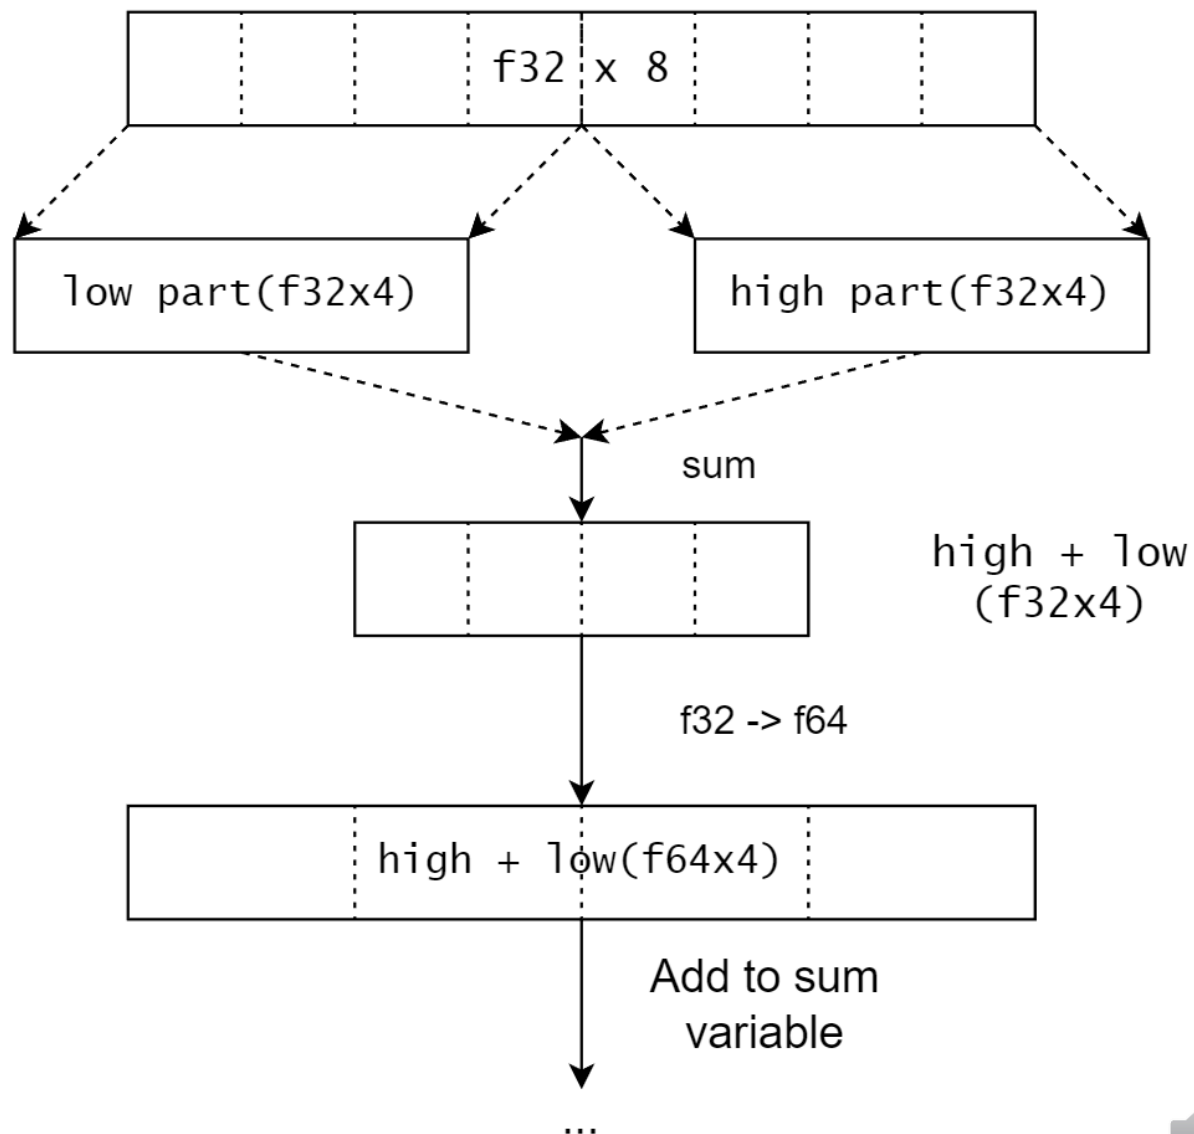 f32 x 8
low part(f32x4)
high part(f32x4)
sum
high + low
(f32x4)
f32 -> f64
high + low(f64x4)
Add to sum
variable
...